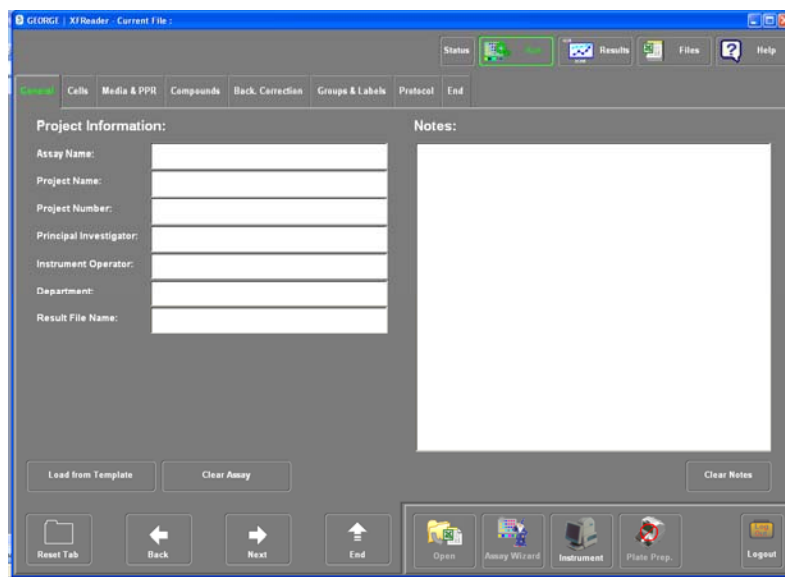 GEORGE | XFReader - Current File :
Status
Run
Results
Files
Help
General Cells Media & PPR Compounds Back. Correction Groups & Labels Protocol End
Project Information:
Notes:
Assay Name:
Project Name:
Project Number:
Principal Investigator:
Instrument Operator:
Department:
Result File Name:
Load from Template
Clear Assay
Clear Notes
Reset Tab
Back
Next
End
Open
Assay Wizard
Instrument
Plate Prep.
Logout